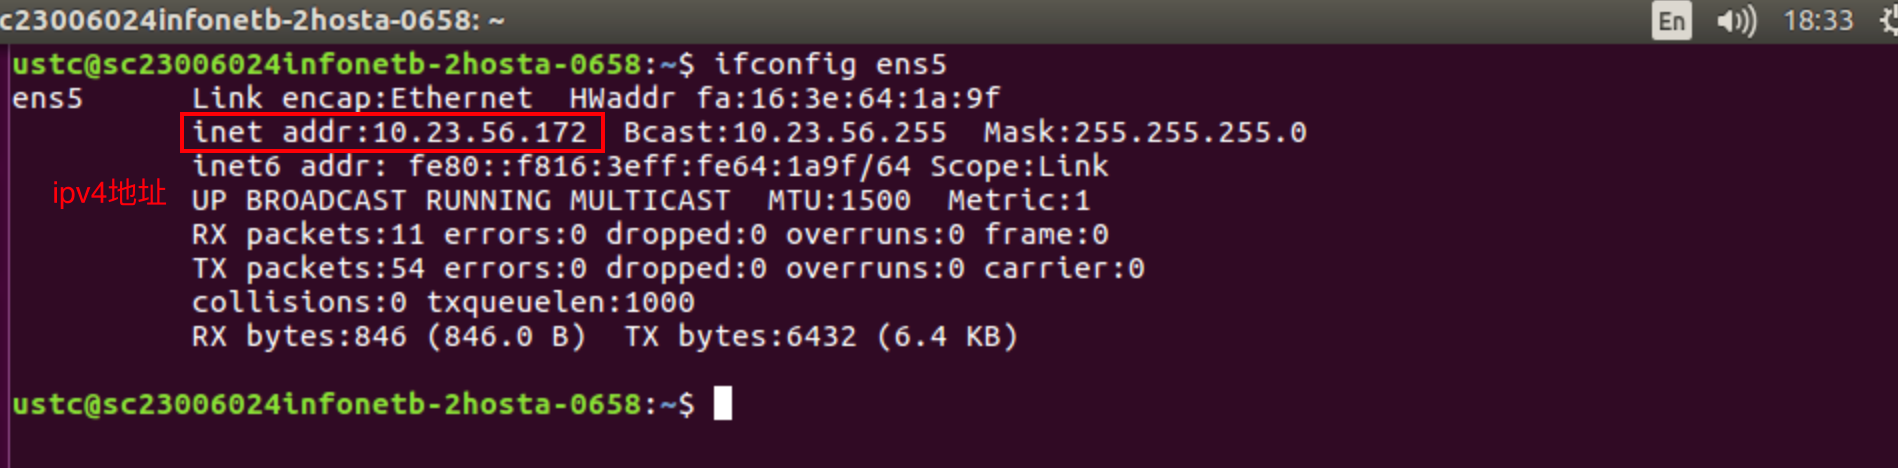 c23006024infonetb-2hosta-0658: ~ En 18:33
ustc@sc23006024infonetb-2hosta-0658:~$ ifconfig ens5
ens5 Link encap:Ethernet HWaddr fa:16:3e:64:1a:9f
inet addr:10.23.56.172 Bcast:10.23.56.255 Mask:255.255.255.0
inet6 addr: fe80::f816:3eff:fe64:1a9f/64 Scope:Link
ipv4地址
UP BROADCAST RUNNING MULTICAST MTU:1500 Metric:1
RX packets:11 errors:0 dropped:0 overruns:0 frame:0
TX packets:54 errors:0 dropped:0 overruns:0 carrier:0
collisions:0 txqueuelen:1000
RX bytes:846 (846.0 B) TX bytes:6432 (6.4 KB)
ustc@sc23006024infonetb-2hosta-0658:~$